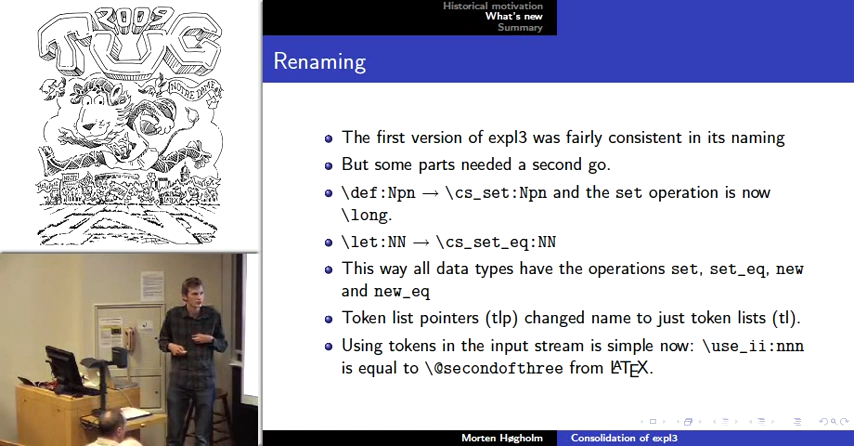 2009
TUG
NOTRE DAME
Historical motivation
What's new
Summary
Renaming
The first version of expl3 was fairly consistent in its naming
But some parts needed a second go.
\def:Npn → \cs_set:Npn and the set operation is now
\long.
\let:NN → \cs_set_eq:NN
This way all data types have the operations set, set_eq, new
and new_eq
Token list pointers (tlp) changed name to just token lists (tl).
Using tokens in the input stream is simple now: \use_ii:nnn
is equal to \@secondofthree from LATEX.
Morten Høgholm
Consolidation of expl3